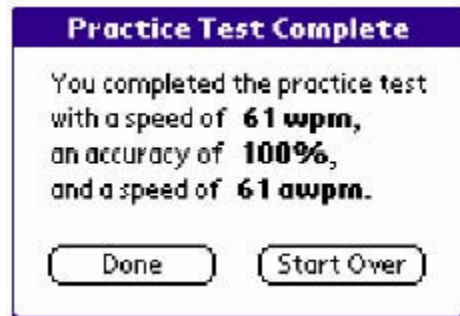 Practice Test Complete
You completed the practice test
with a speed of 61 wpm,
an accuracy of 100%,
and a speed of 61 awpm.
Done Start Over